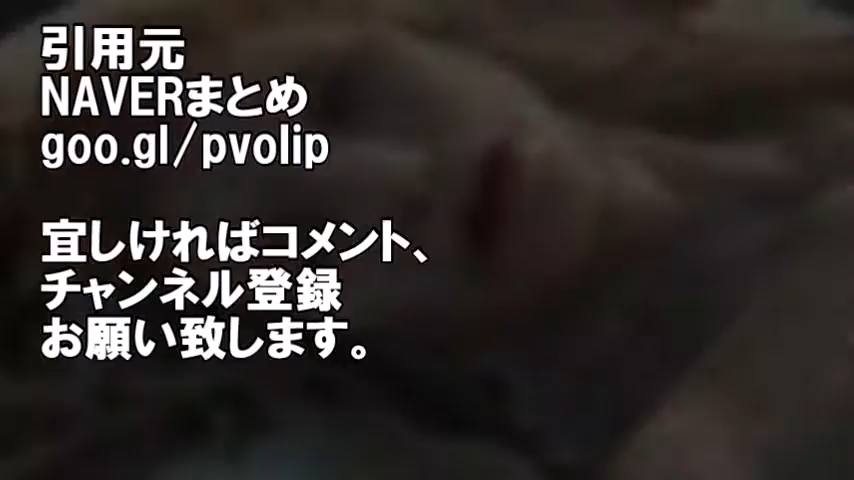 引用元
NAVERまとめ
goo.gl/pvolip
宜しければコメント、
チャンネル登録
お願い致します。